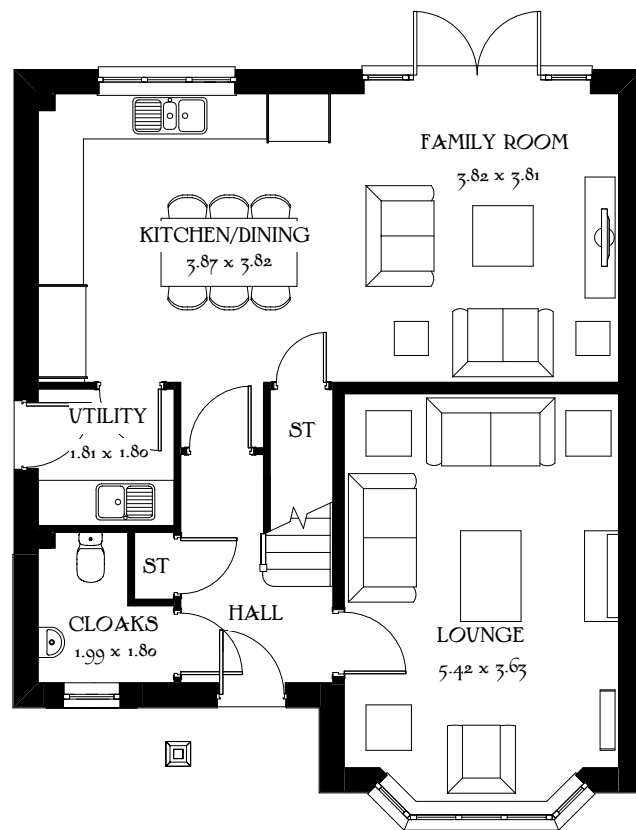 FAMILY ROOM
3.82 x 3.81
KITCHEN/DINING
3.87 x 3.82
UTILITY
1.81 x 1.80
ST
ST
HALL
CLOAKS
1.99 x 1.80
LOUNGE
5.42 x 3.63